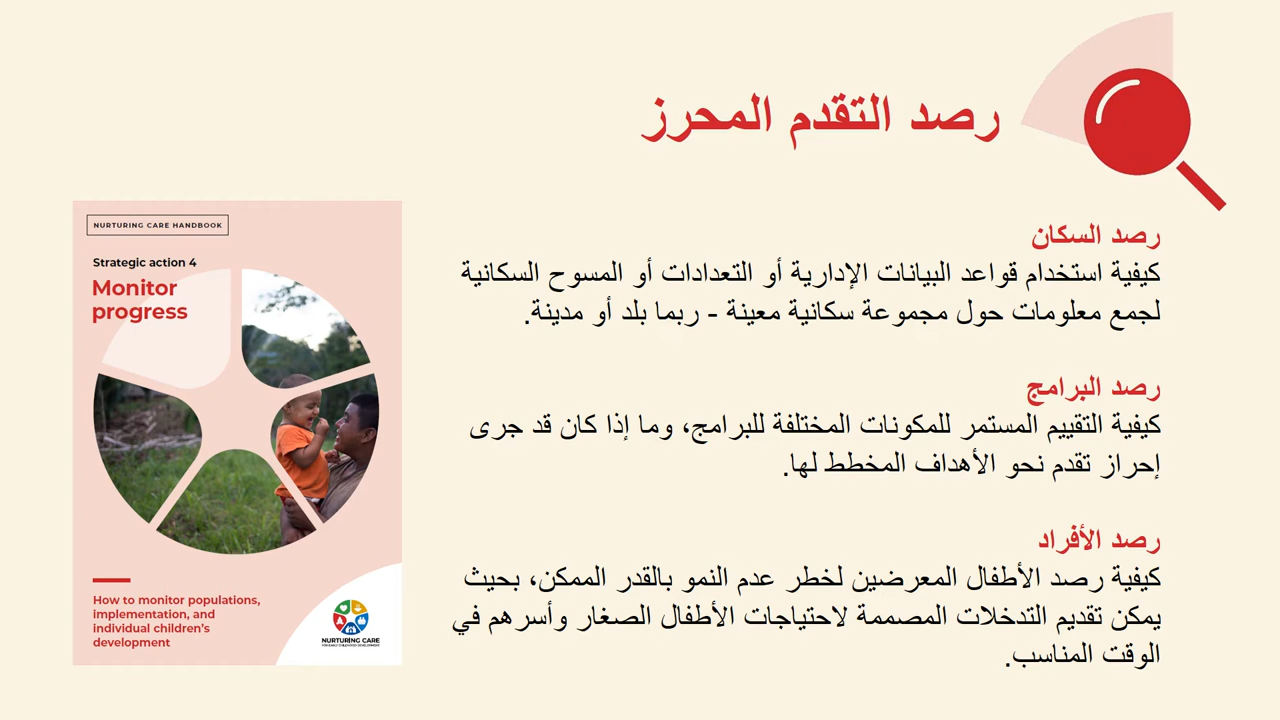 رصد التقدم المحرز
رصد السكان
كيفية استخدام قواعد البيانات الإدارية أو التعدادات أو المسوح السكانية
لجمع معلومات حول مجموعة سكانية معينة - ربما بلد أو مدينة.
رصد البرامج
كيفية التقييم المستمر للمكونات المختلفة للبرامج، وما إذا كان قد جرى
إحراز تقدم نحو الأهداف المخطط لها.
رصد الأفراد
كيفية رصد الأطفال المعرضين لخطر عدم النمو بالقدر الممكن، بحيث
يمكن تقديم التدخلات المصممة لاحتياجات الأطفال الصغار وأسرهم في
الوقت المناسب.
NURTURING CARE HANDBOOK
Strategic action 4
Monitor
progress
How to monitor populations,
implementation, and
individual children's
development
NURTURING CARE
FOR EARLY CHILDHOOD DEVELOPMENT